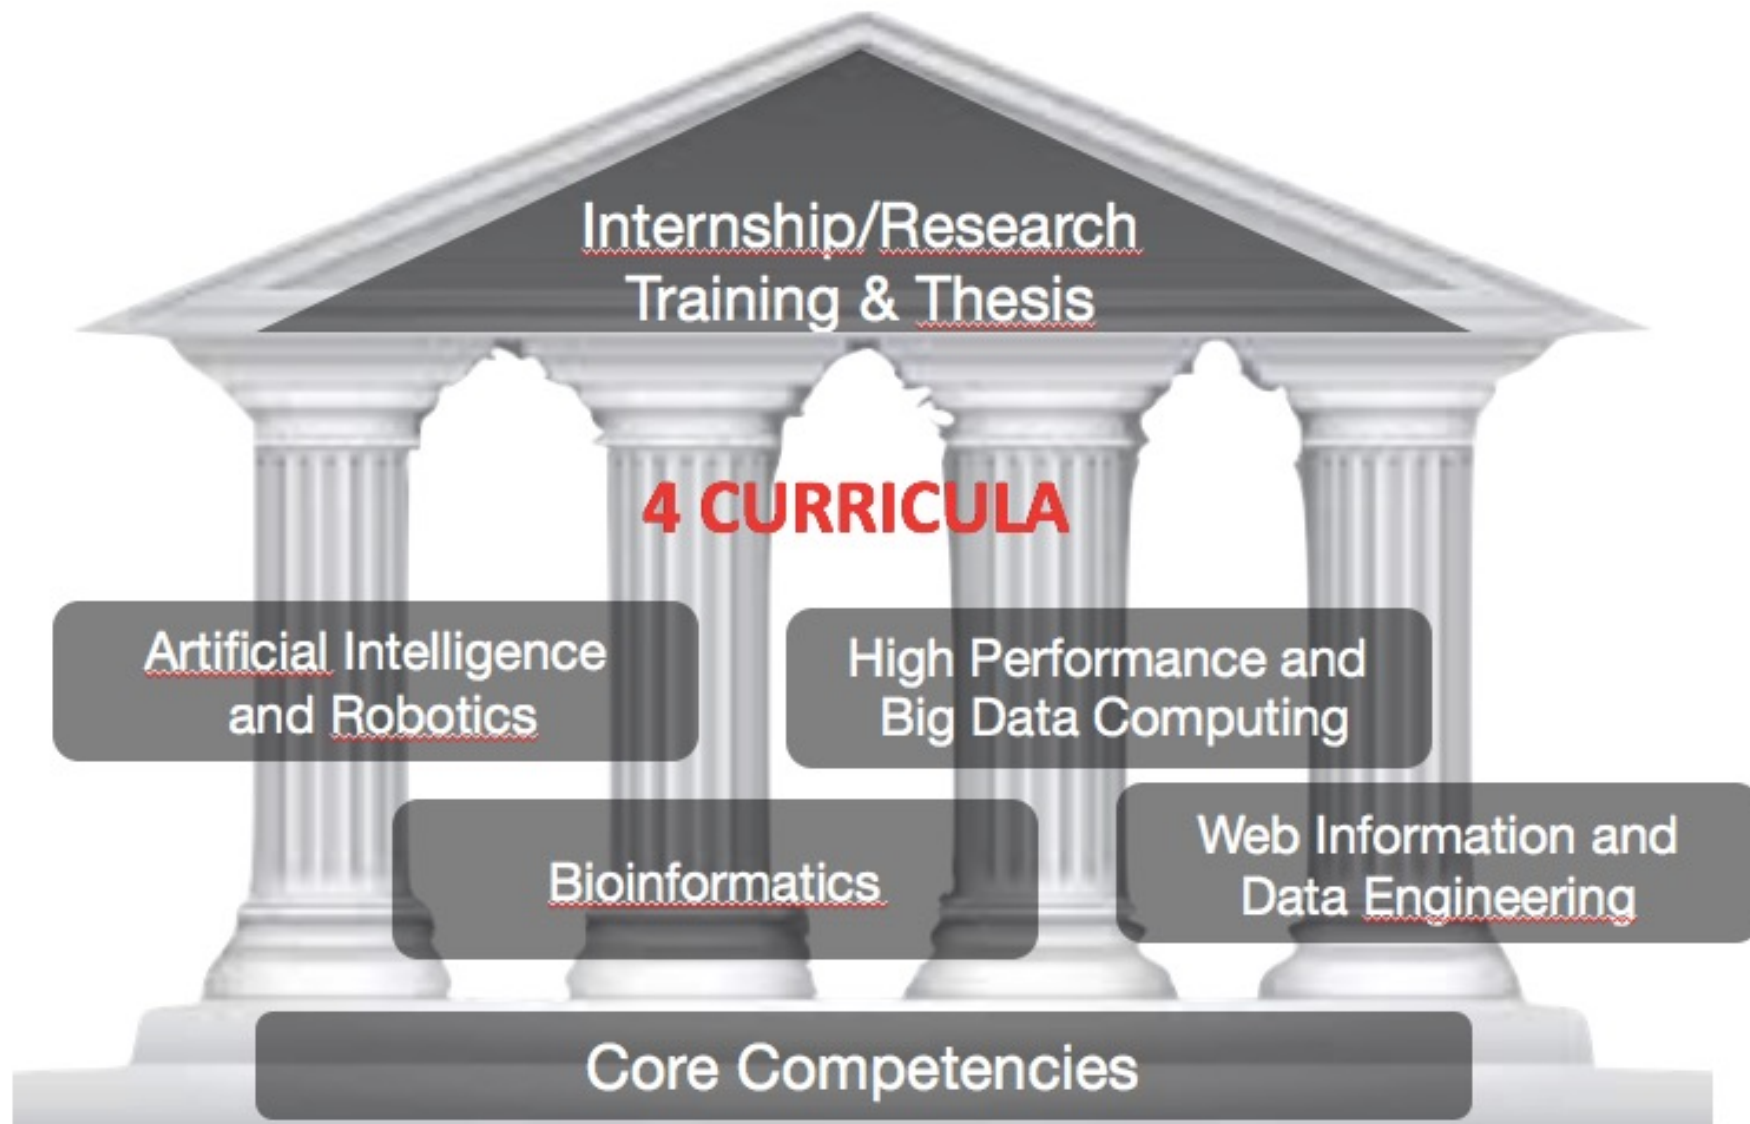 Internship/Research
Training & Thesis
4 CURRICULA
Artificial Intelligence
and Robotics
High Performance and
Big Data Computing
Bioinformatics
Web Information and
Data Engineering
Core Competencies